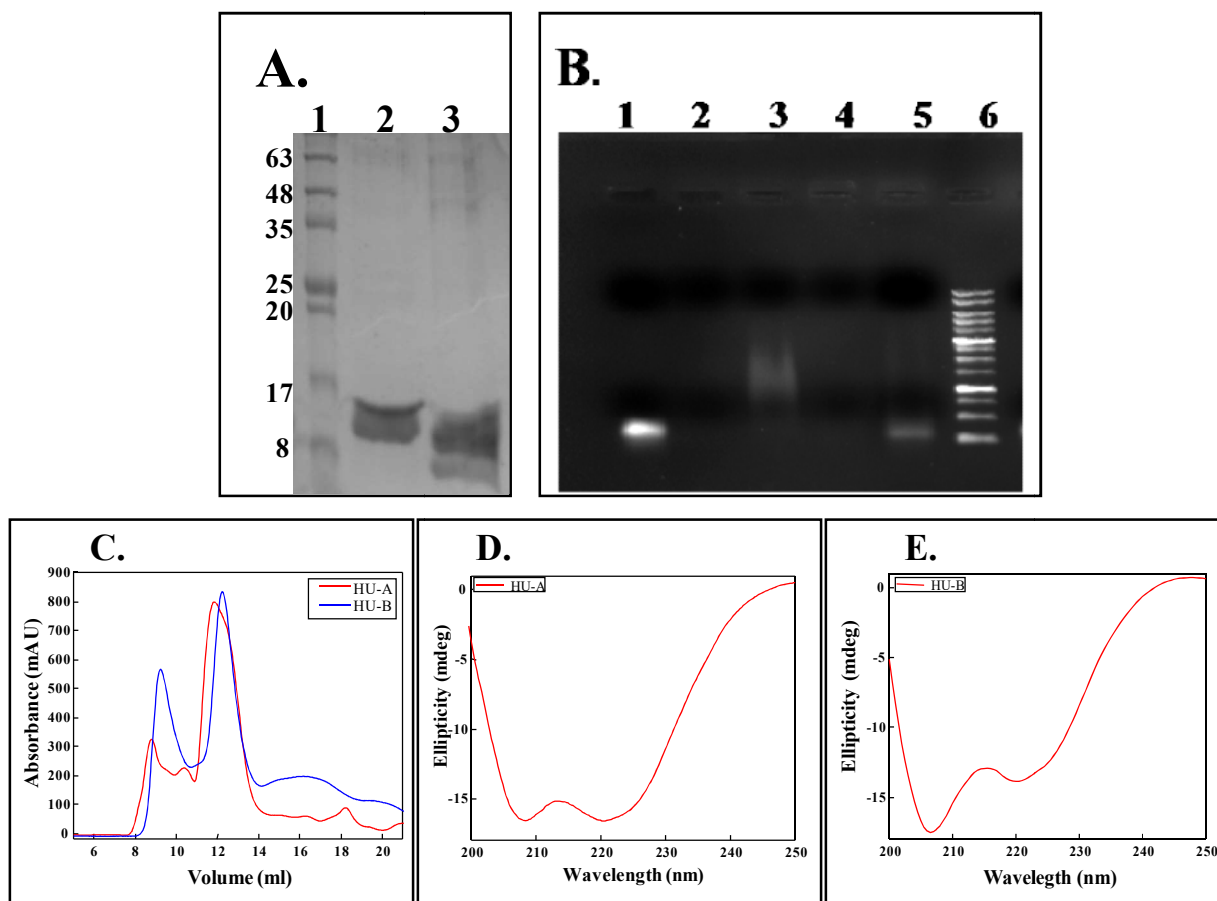 A.
1 2 3
63
48
35
25
20
17
8
B.
1 2 3 4 5 6
C.
900
800
700
600
500
400
300
200
100
0
HU-A
HU-B
Absorbance (mAU)
6 8 10 12 14 16 18 20
Volume (ml)
D.
HU-A
0
-5
-10
-15
Ellipticity (mdeg)
200 210 220 230 240 250
Wavelength (nm)
E.
HU-B
0
-5
-10
-15
Ellipticity (mdeg)
200 210 220 230 240 250
Wavelegth (nm)